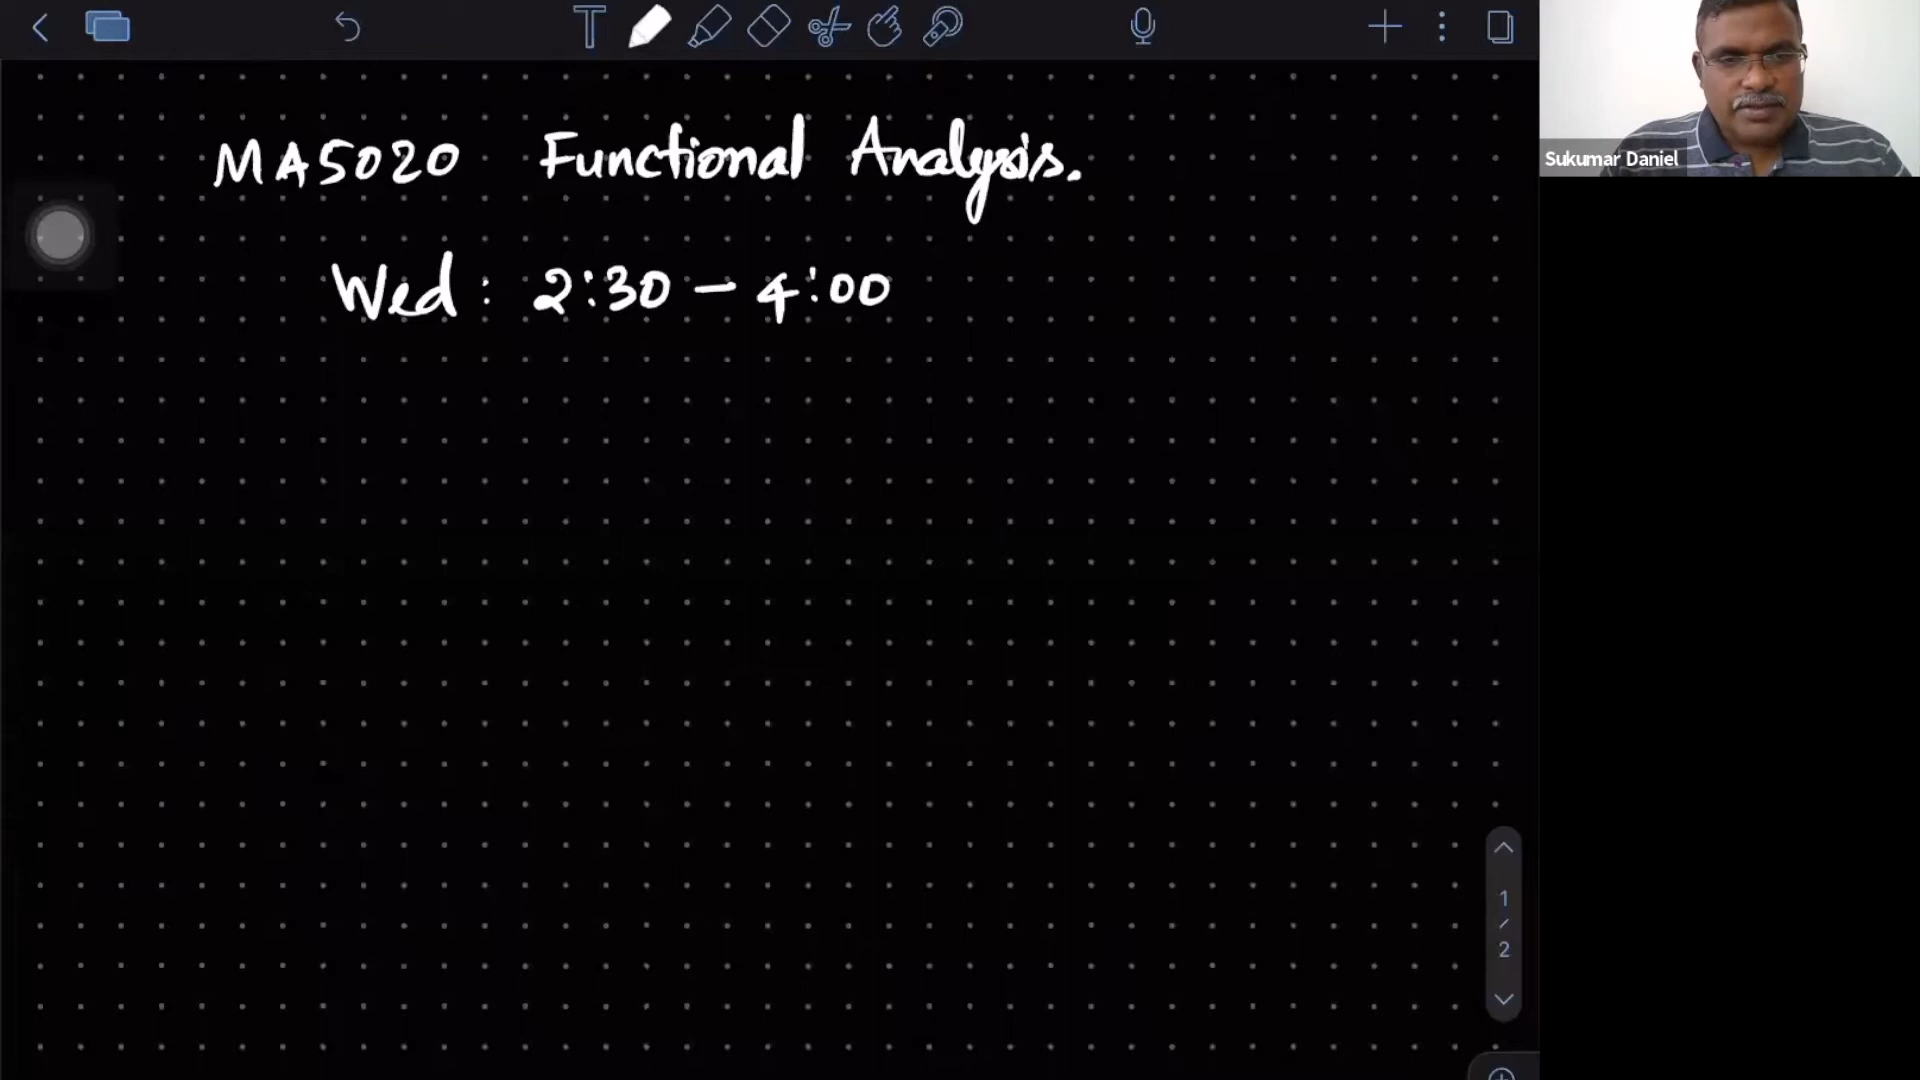 MA5020 Functional Analysis.
Wed : 2:30 - 4:00
Sukumar Daniel
1
/
2